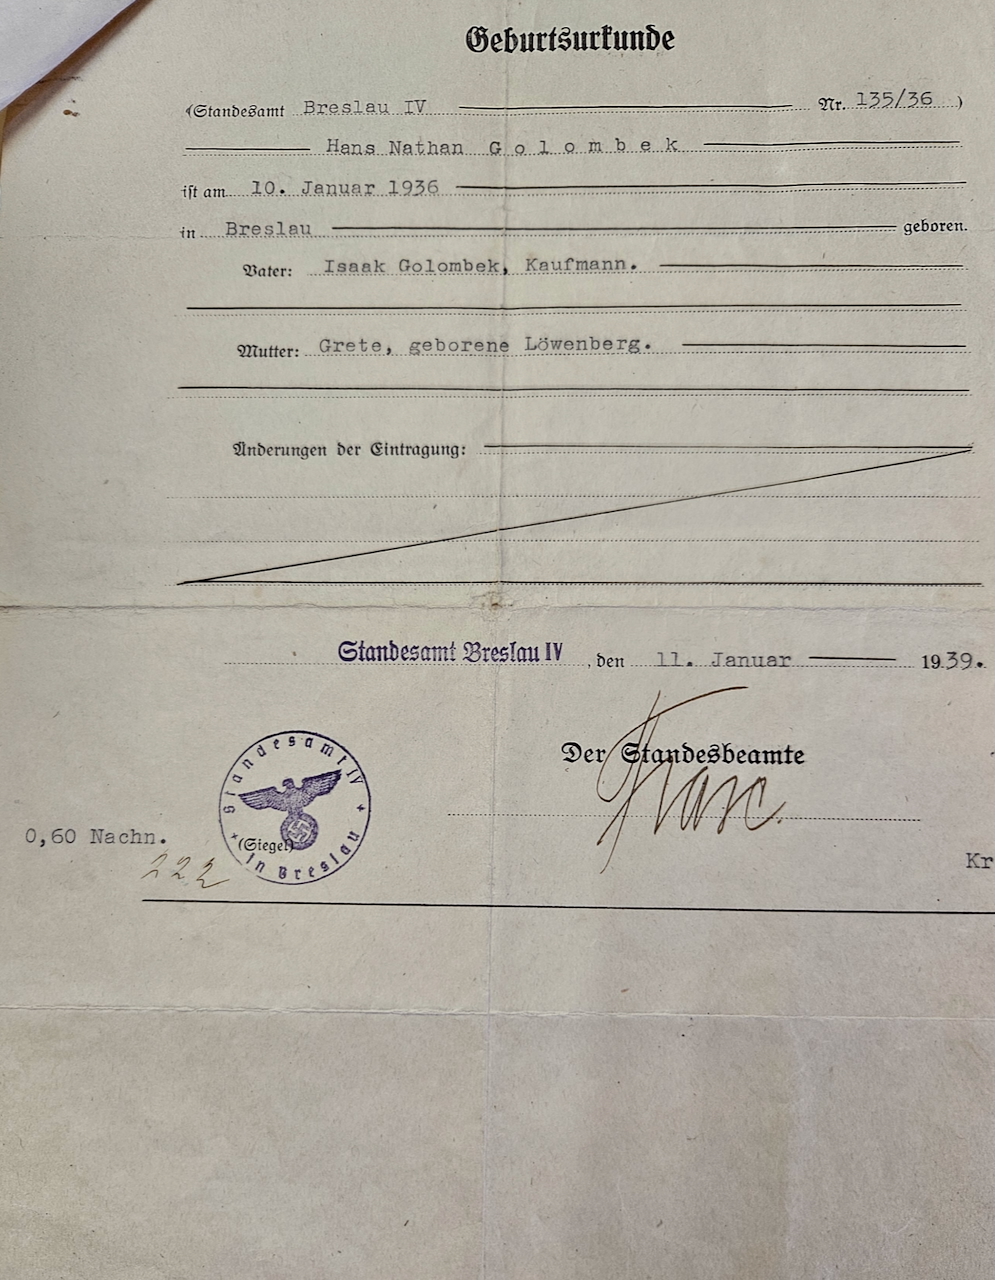 Geburtsurkunde
(Standesamt Breslau IV Nr. 135/36)
Hans Nathan Golombek
ist am 10. Januar 1936
in Breslau geboren.
Vater: Isaak Golombek, Kaufmann.
Mutter: Grete, geborene Löwenberg.
Änderungen der Eintragung:
Standesamt Breslau IV, den 11. Januar 1939.
Der Standesbeamte
Standesamt IV
in Breslau
(Siegel)
0,60 Nachn.
222
Kr